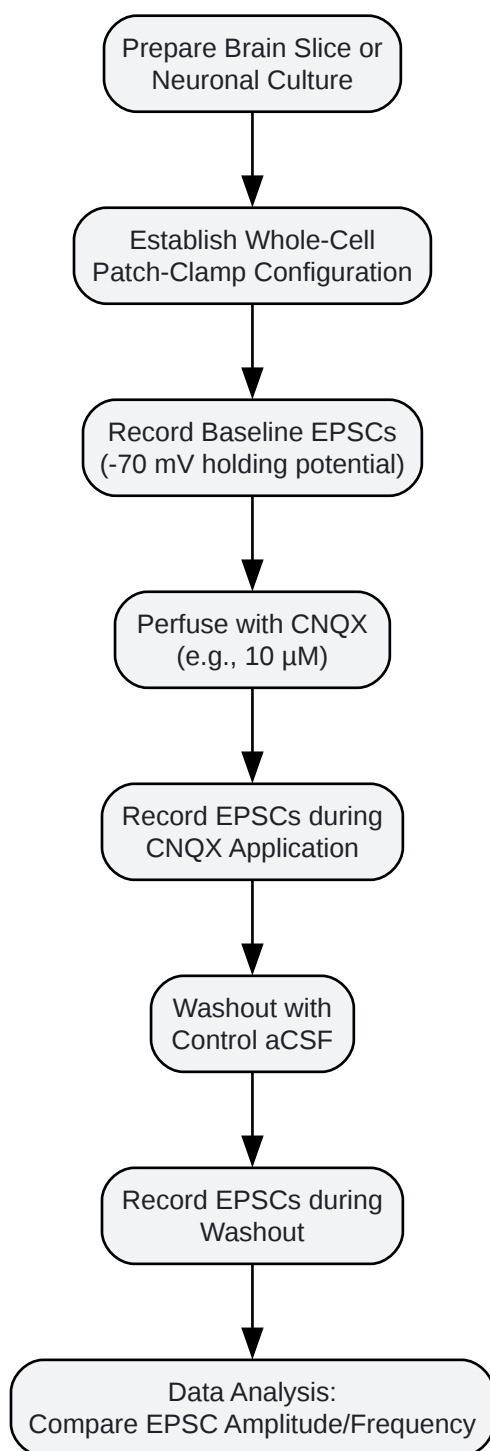 Prepare Brain Slice or
Neuronal Culture
Establish Whole-Cell
Patch-Clamp Configuration
Record Baseline EPSCs
(-70 mV holding potential)
Perfuse with CNQX
(e.g., 10 µM)
Record EPSCs during
CNQX Application
Washout with
Control aCSF
Record EPSCs during
Washout
Data Analysis:
Compare EPSC Amplitude/Frequency